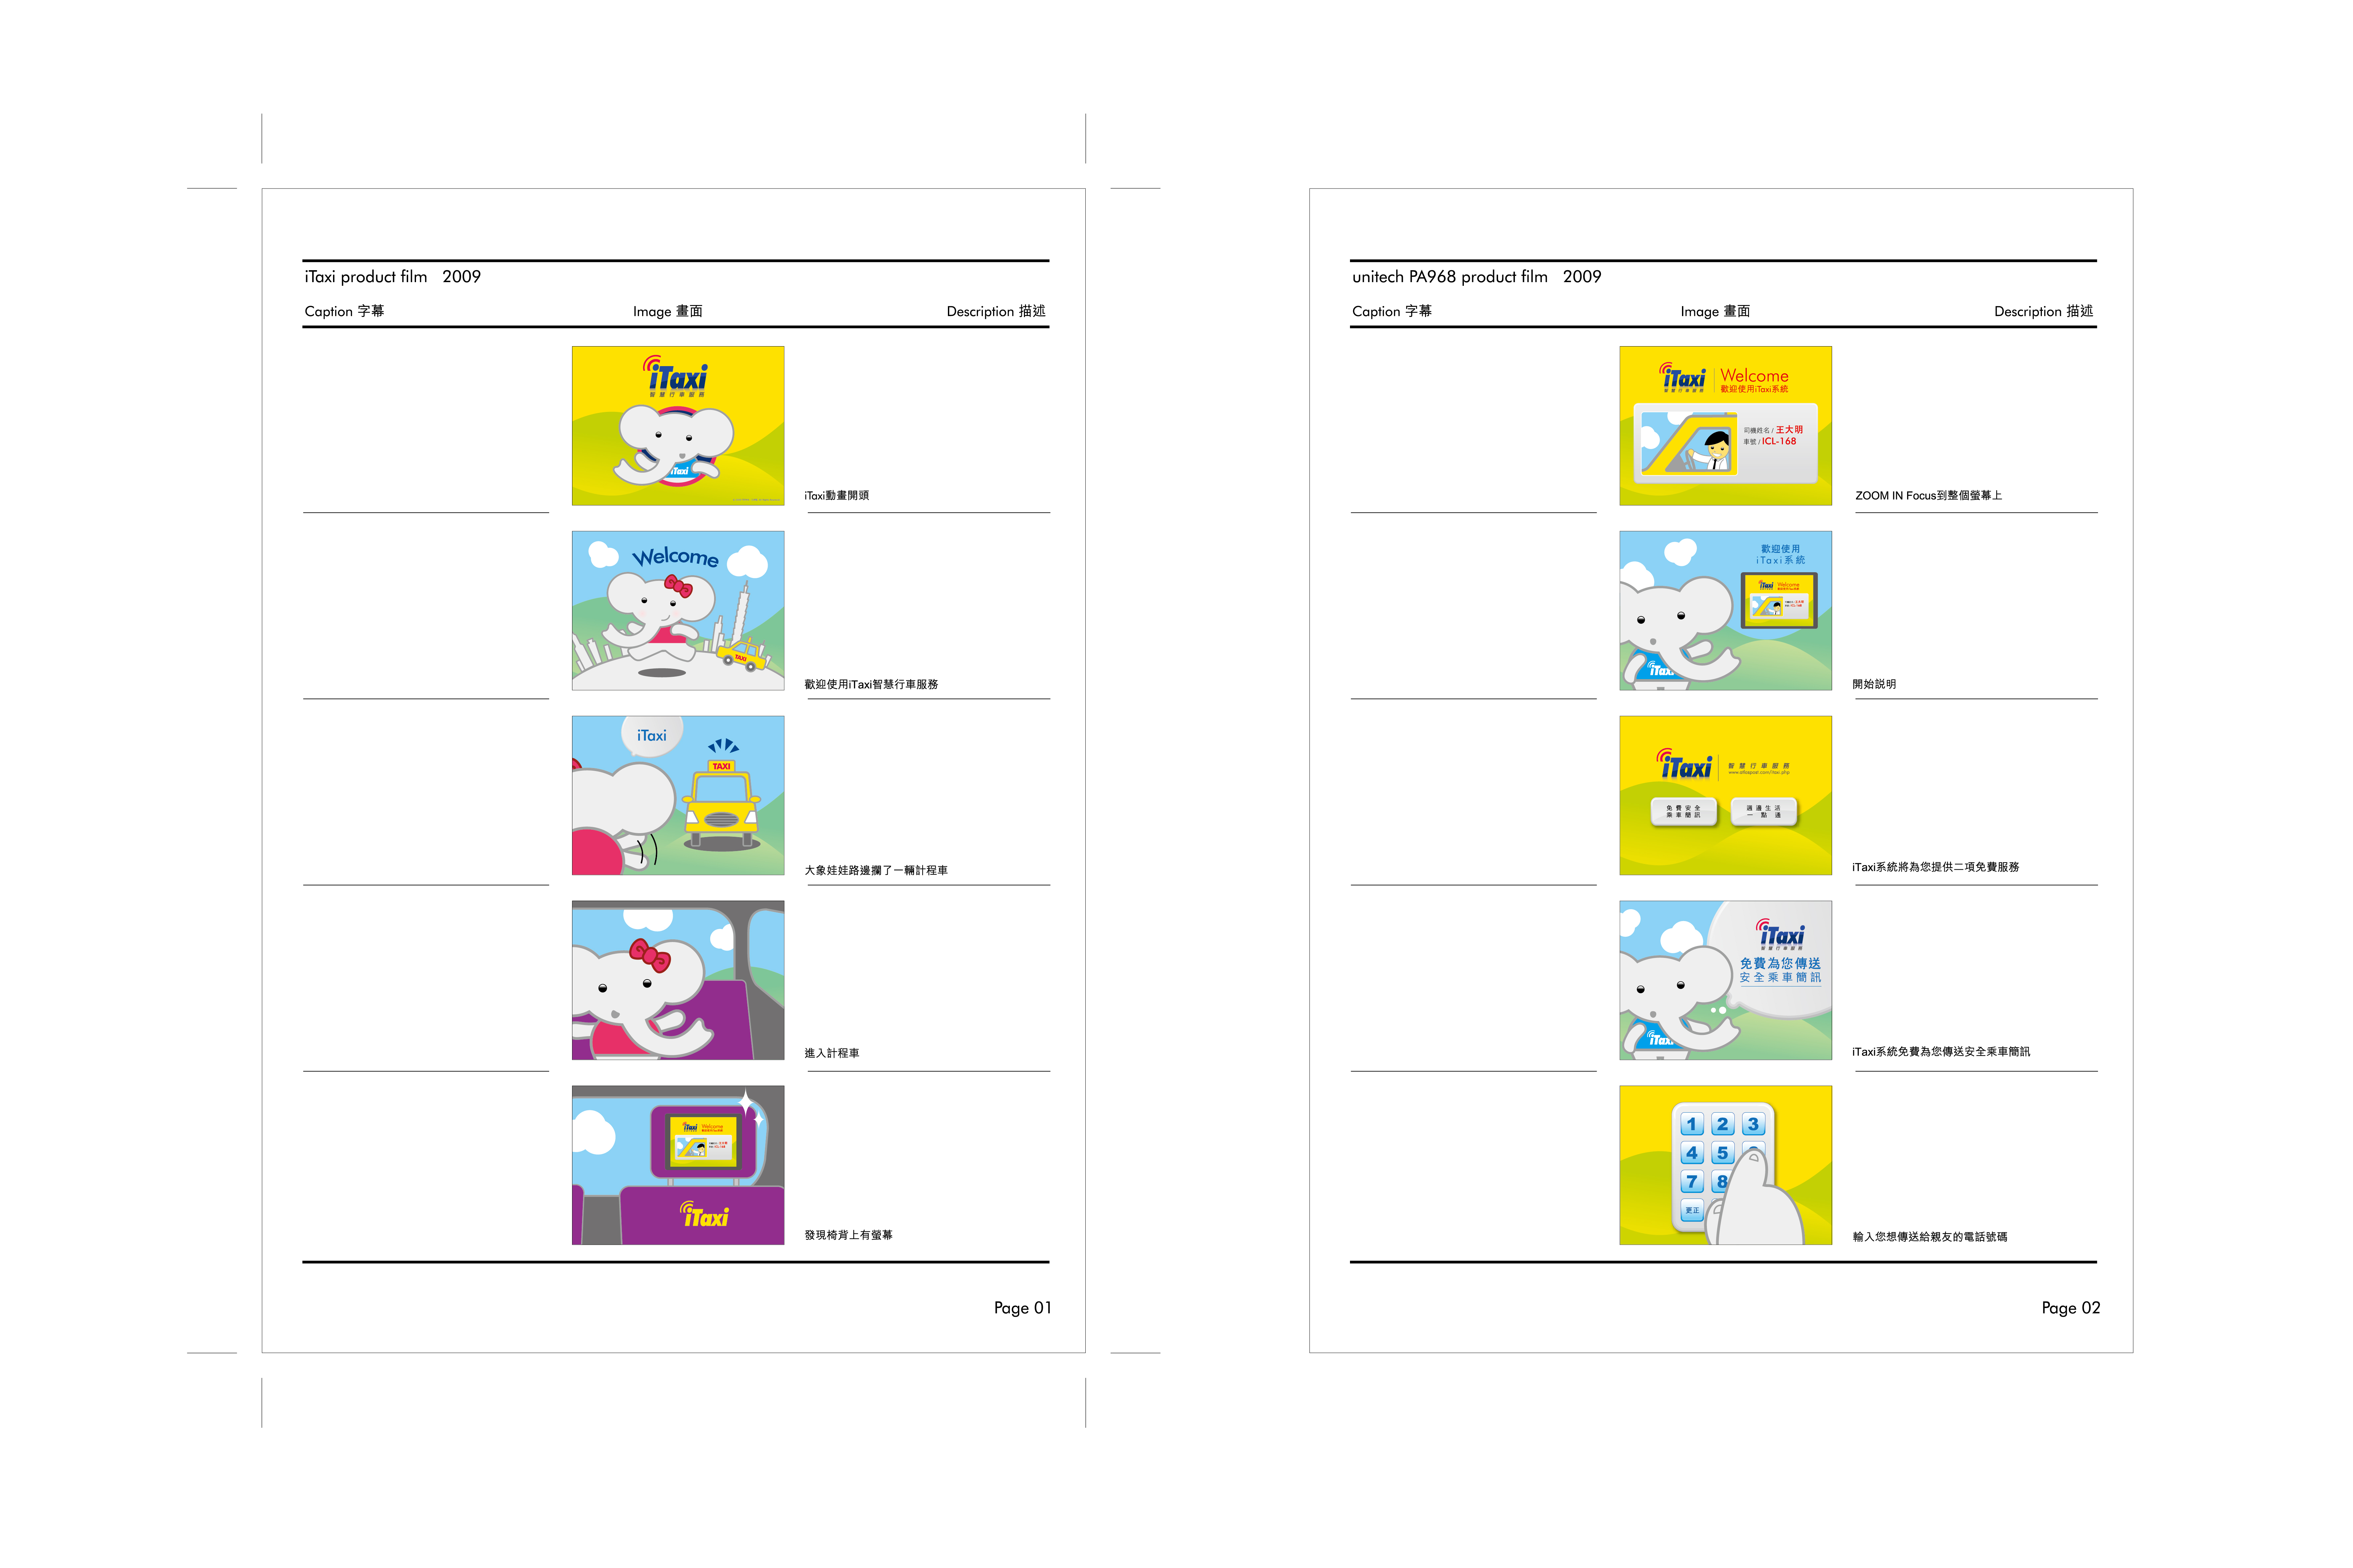 iTaxi product film 2009
Caption 字幕
Image 畫面
Description 描述
iTaxi
智慧行車服務
iTaxi
iTaxi動畫開頭
Welcome
TAXI
歡迎使用iTaxi智慧行車服務
iTaxi
TAXI
大象娃娃路邊攔了一輛計程車
進入計程車
iTaxi
Welcome
iTaxi
發現椅背上有螢幕
Page 01
unitech PA968 product film 2009
Caption 字幕
Image 畫面
Description 描述
iTaxi
智慧行車服務
Welcome
歡迎使用iTaxi系統
司機姓名 / 王大明
車號 / ICL-168
ZOOM IN Focus到整個螢幕上
歡迎使用
iTaxi系統
iTaxi
Welcome
iTaxi
開始説明
iTaxi
智慧行車服務
免費安全
乘車簡訊
週邊生活
一點通
iTaxi系統將為您提供二項免費服務
iTaxi
智慧行車服務
免費為您傳送
安全乘車簡訊
iTaxi
iTaxi系統免費為您傳送安全乘車簡訊
1 2 3
4 5
7 8
更正
輸入您想傳送給親友的電話號碼
Page 02